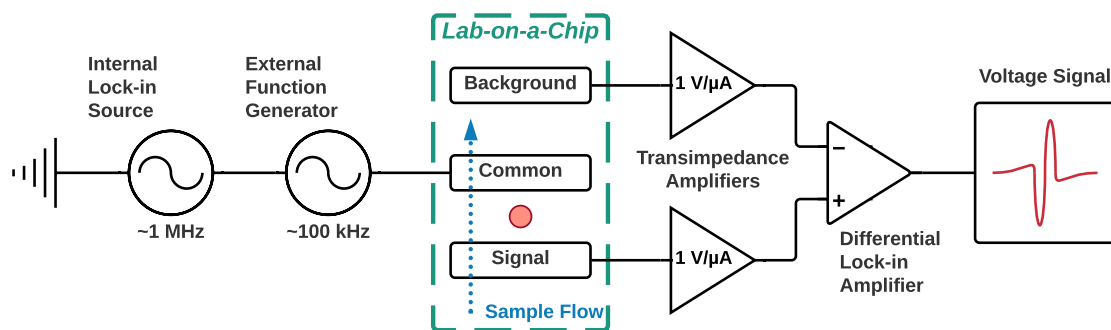 Internal
Lock-in
Source
~1 MHz
External
Function
Generator
~100 kHz
Lab-on-a-Chip
Background
Common
Signal
Sample Flow
1 V/µA
Transimpedance
Amplifiers
1 V/µA
−
+
Differential
Lock-in
Amplifier
Voltage Signal